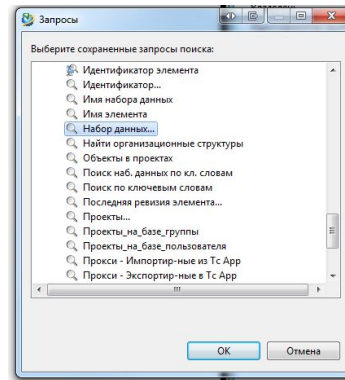 Запросы
Выберите сохраненные запросы поиска:
Идентификатор элемента
Идентификатор...
Имя набора данных
Имя элемента
Набор данных...
Найти организационные структуры
Объекты в проектах
Поиск наб. данных по кл. словам
Поиск по ключевым словам
Последняя ревизия элемента...
Проекты...
Проекты_на_базе_группы
Проекты_на_базе_пользователя
Прокси - Импортир-ные из Tc App
Прокси - Экспортир-ные в Tc App
OK
Отмена